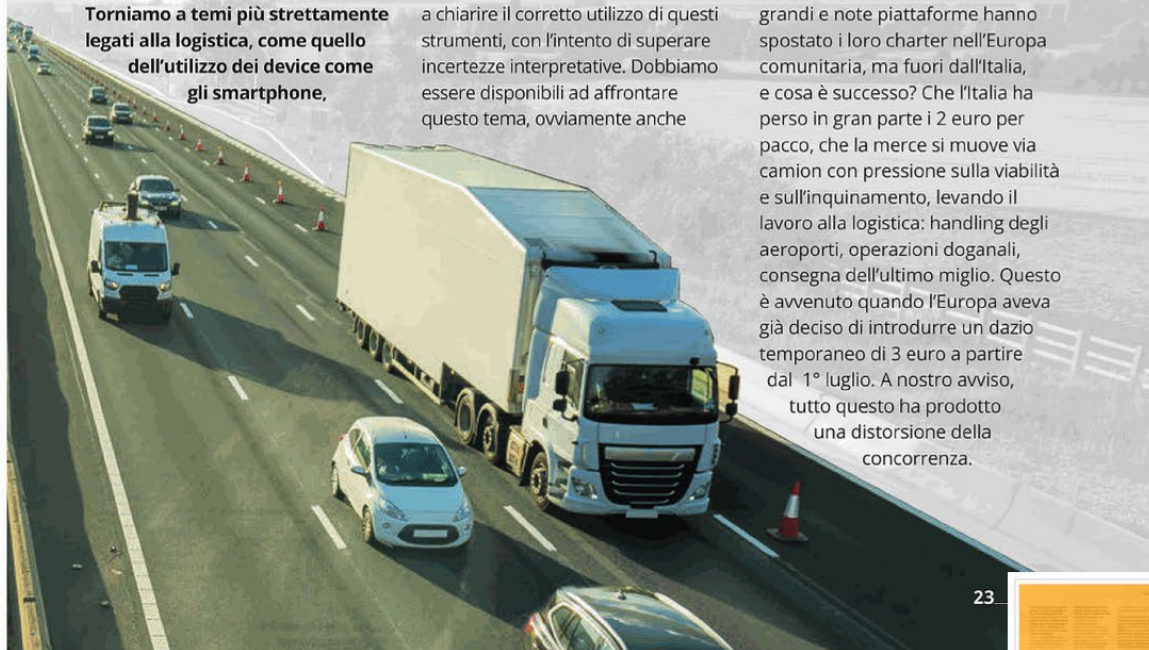 Torniamo a temi più strettamente
legati alla logistica, come quello
dell'utilizzo dei device come
gli smartphone,
a chiarire il corretto utilizzo di questi
strumenti, con l'intento di superare
incertezze interpretative. Dobbiamo
essere disponibili ad affrontare
questo tema, ovviamente anche
grandi e note piattaforme hanno
spostato i loro charter nell'Europa
comunitaria, ma fuori dall'Italia,
e cosa è successo? Che l'Italia ha
perso in gran parte i 2 euro per
pacco, che la merce si muove via
camion con pressione sulla viabilità
e sull'inquinamento, levando il
lavoro alla logistica: handling degli
aeroporti, operazioni doganali,
consegna dell'ultimo miglio. Questo
è avvenuto quando l'Europa aveva
già deciso di introdurre un dazio
temporaneo di 3 euro a partire
dal 1° luglio. A nostro avviso,
tutto questo ha prodotto
una distorsione della
concorrenza.
23